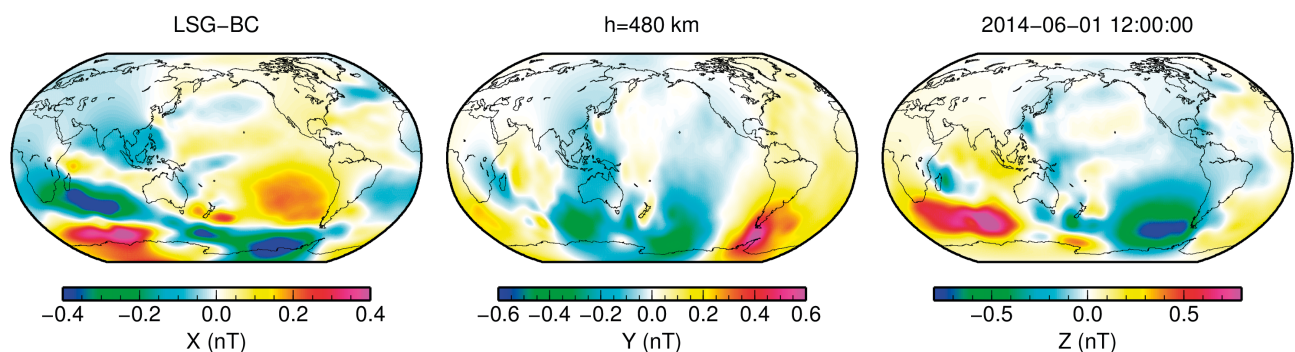 LSG−BC
h=480 km
2014−06−01 12:00:00
−0.4 −0.2 0.0 0.2 0.4
X (nT)
−0.6 −0.4 −0.2 0.0 0.2 0.4 0.6
Y (nT)
−0.5 0.0 0.5
Z (nT)